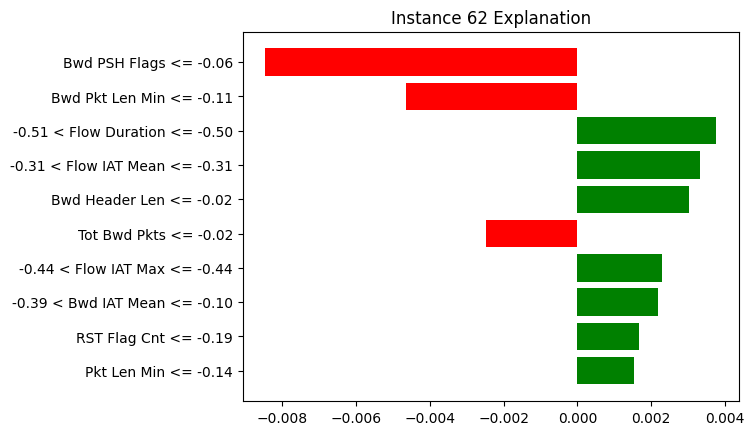 Instance 62 Explanation
Bwd PSH Flags <= -0.06
Bwd Pkt Len Min <= -0.11
-0.51 < Flow Duration <= -0.50
-0.31 < Flow IAT Mean <= -0.31
Bwd Header Len <= -0.02
Tot Bwd Pkts <= -0.02
-0.44 < Flow IAT Max <= -0.44
-0.39 < Bwd IAT Mean <= -0.10
RST Flag Cnt <= -0.19
Pkt Len Min <= -0.14
−0.008 −0.006 −0.004 −0.002 0.000 0.002 0.004